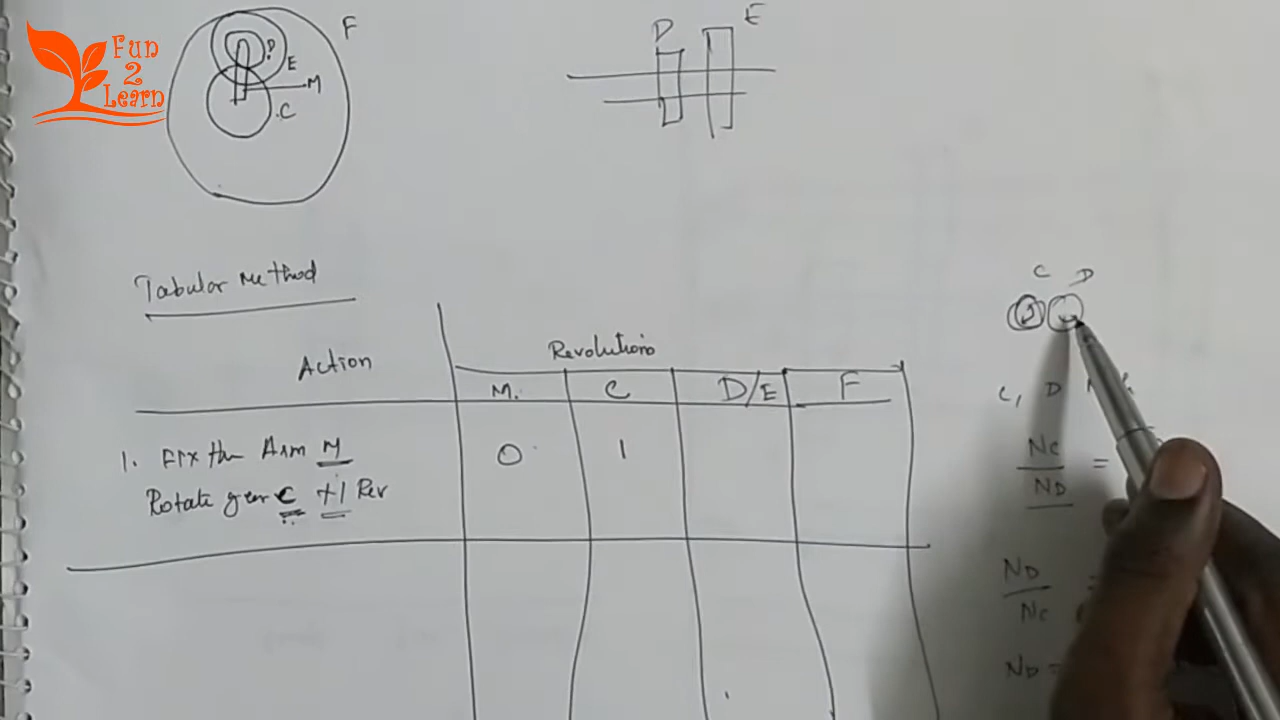 Fun
2
Learn
F
D
E
M
C
D
E
Tabular Method
Action
Revolutions
M.
C
D/E
F
1. Fix the Arm M
0
1
Rotate gear C +1 Rev
C
D
C, D
NC
ND
=
ND
NC
=
ND =